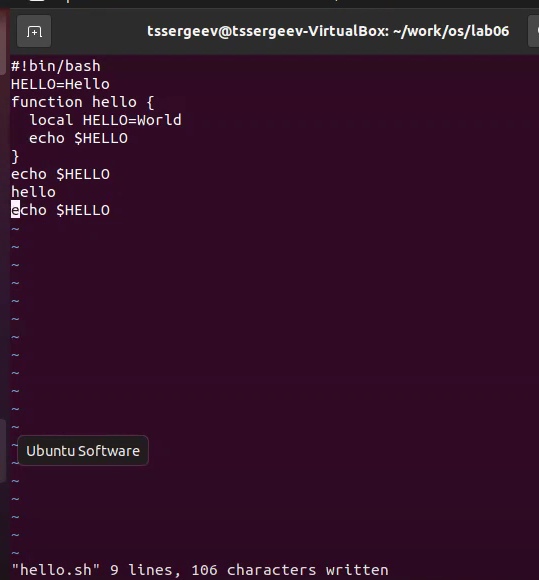 tssergeev@tssergeev-VirtualBox: ~/work/os/lab06
#!bin/bash
HELLO=Hello
function hello {
  local HELLO=World
  echo $HELLO
}
echo $HELLO
hello
echo $HELLO
~
~
~
~
~
~
~
~
~
~
~
~
~
Ubuntu Software
~
~
~
~
~
~
"hello.sh" 9 lines, 106 characters written